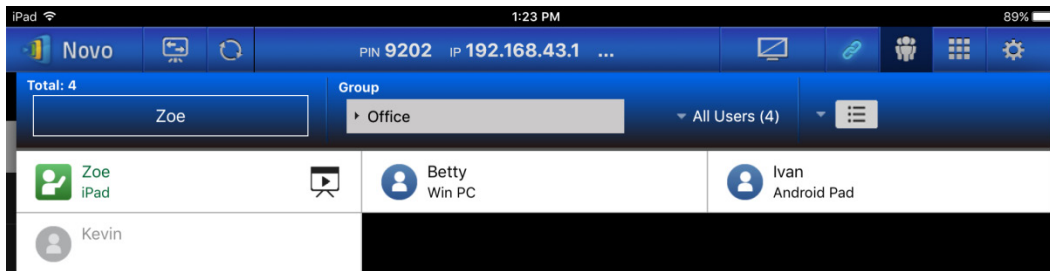 iPad 1:23 PM 89%
Novo PIN 9202 IP 192.168.43.1 ...
Total: 4 Group
Zoe Office All Users (4)
Zoe Betty Ivan
iPad Win PC Android Pad
Kevin